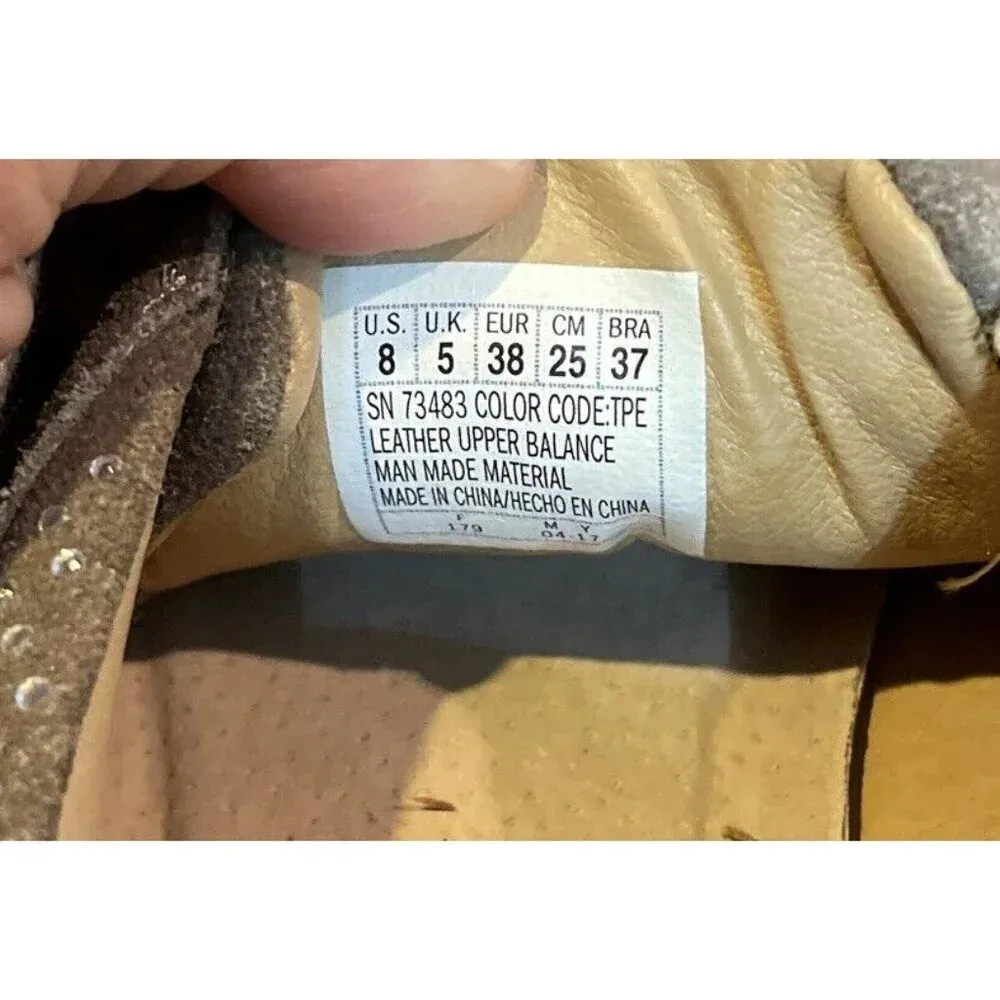 U.S. U.K. EUR CM BRA
8 5 38 25 37
SN 73483 COLOR CODE:TPE
LEATHER UPPER BALANCE
MAN MADE MATERIAL
MADE IN CHINA/HECHO EN CHINA
F M Y
179 04 17